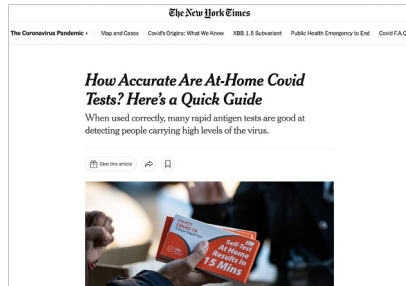 The New York Times
The Coronavirus Pandemic > Map and Cases Covid's Origins: What We Know XBB.1.5 Subvariant Public Health Emergency to End Covid F.A.Q
How Accurate Are At-Home Covid
Tests? Here's a Quick Guide
When used correctly, many rapid antigen tests are good at
detecting people carrying high levels of the virus.
Give this article
COVID-19
Self-Test
At Home
Results In
15 Mins